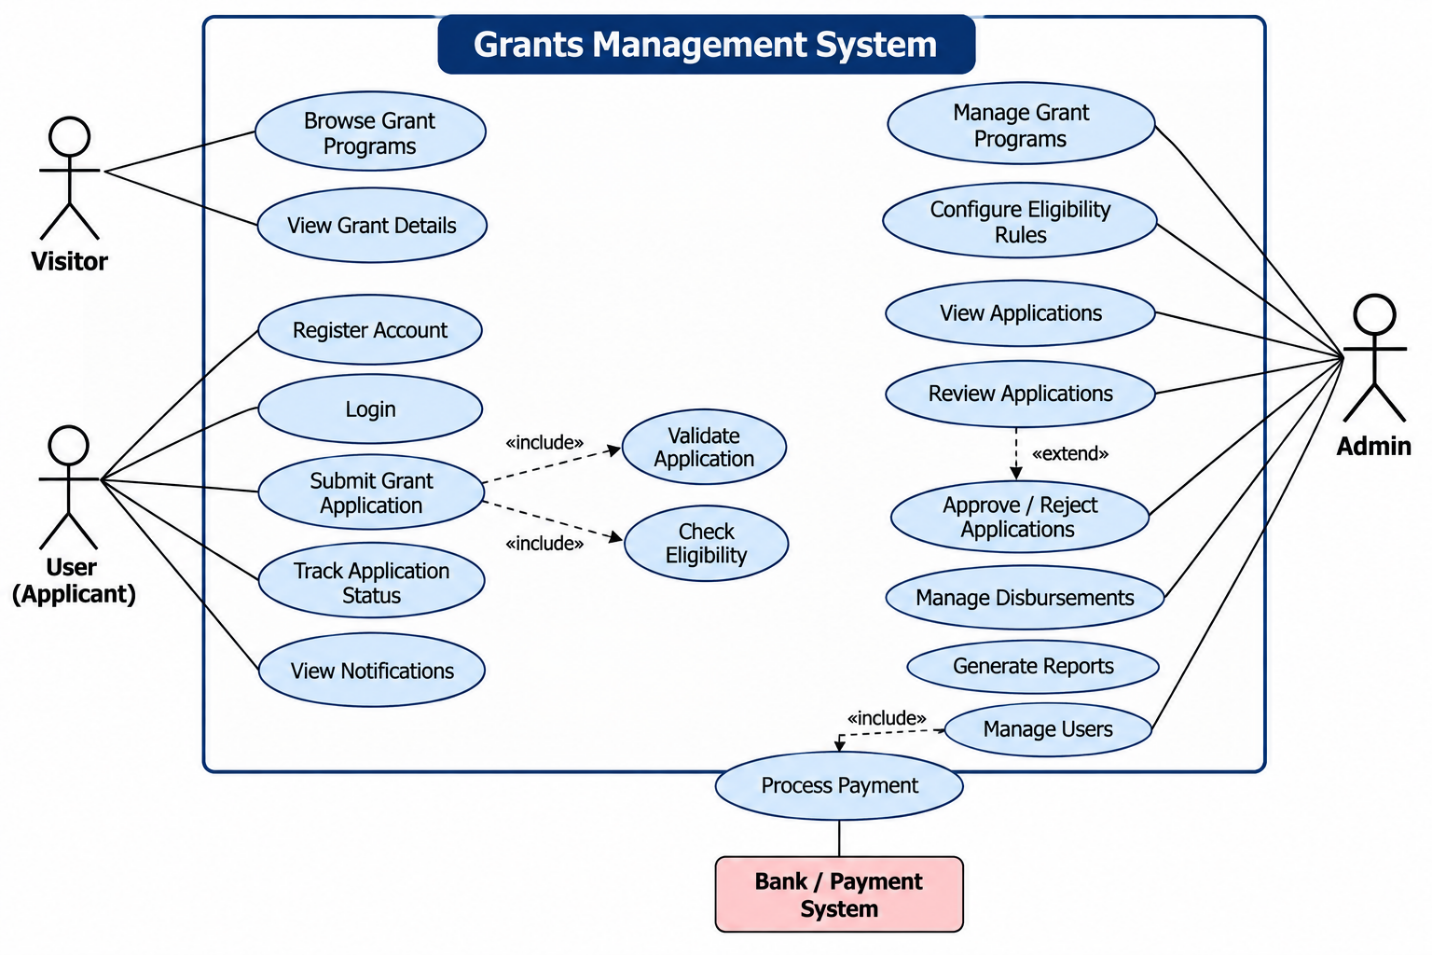 Grants Management System
Browse Grant
Programs
View Grant Details
Visitor
Register Account
Login
Submit Grant
Application
Track Application
Status
View Notifications
User
(Applicant)
«include»
Validate
Application
«include»
Check
Eligibility
Manage Grant
Programs
Configure Eligibility
Rules
View Applications
Review Applications
«extend»
Approve / Reject
Applications
Manage Disbursements
Generate Reports
Manage Users
«include»
Admin
Process Payment
Bank / Payment
System